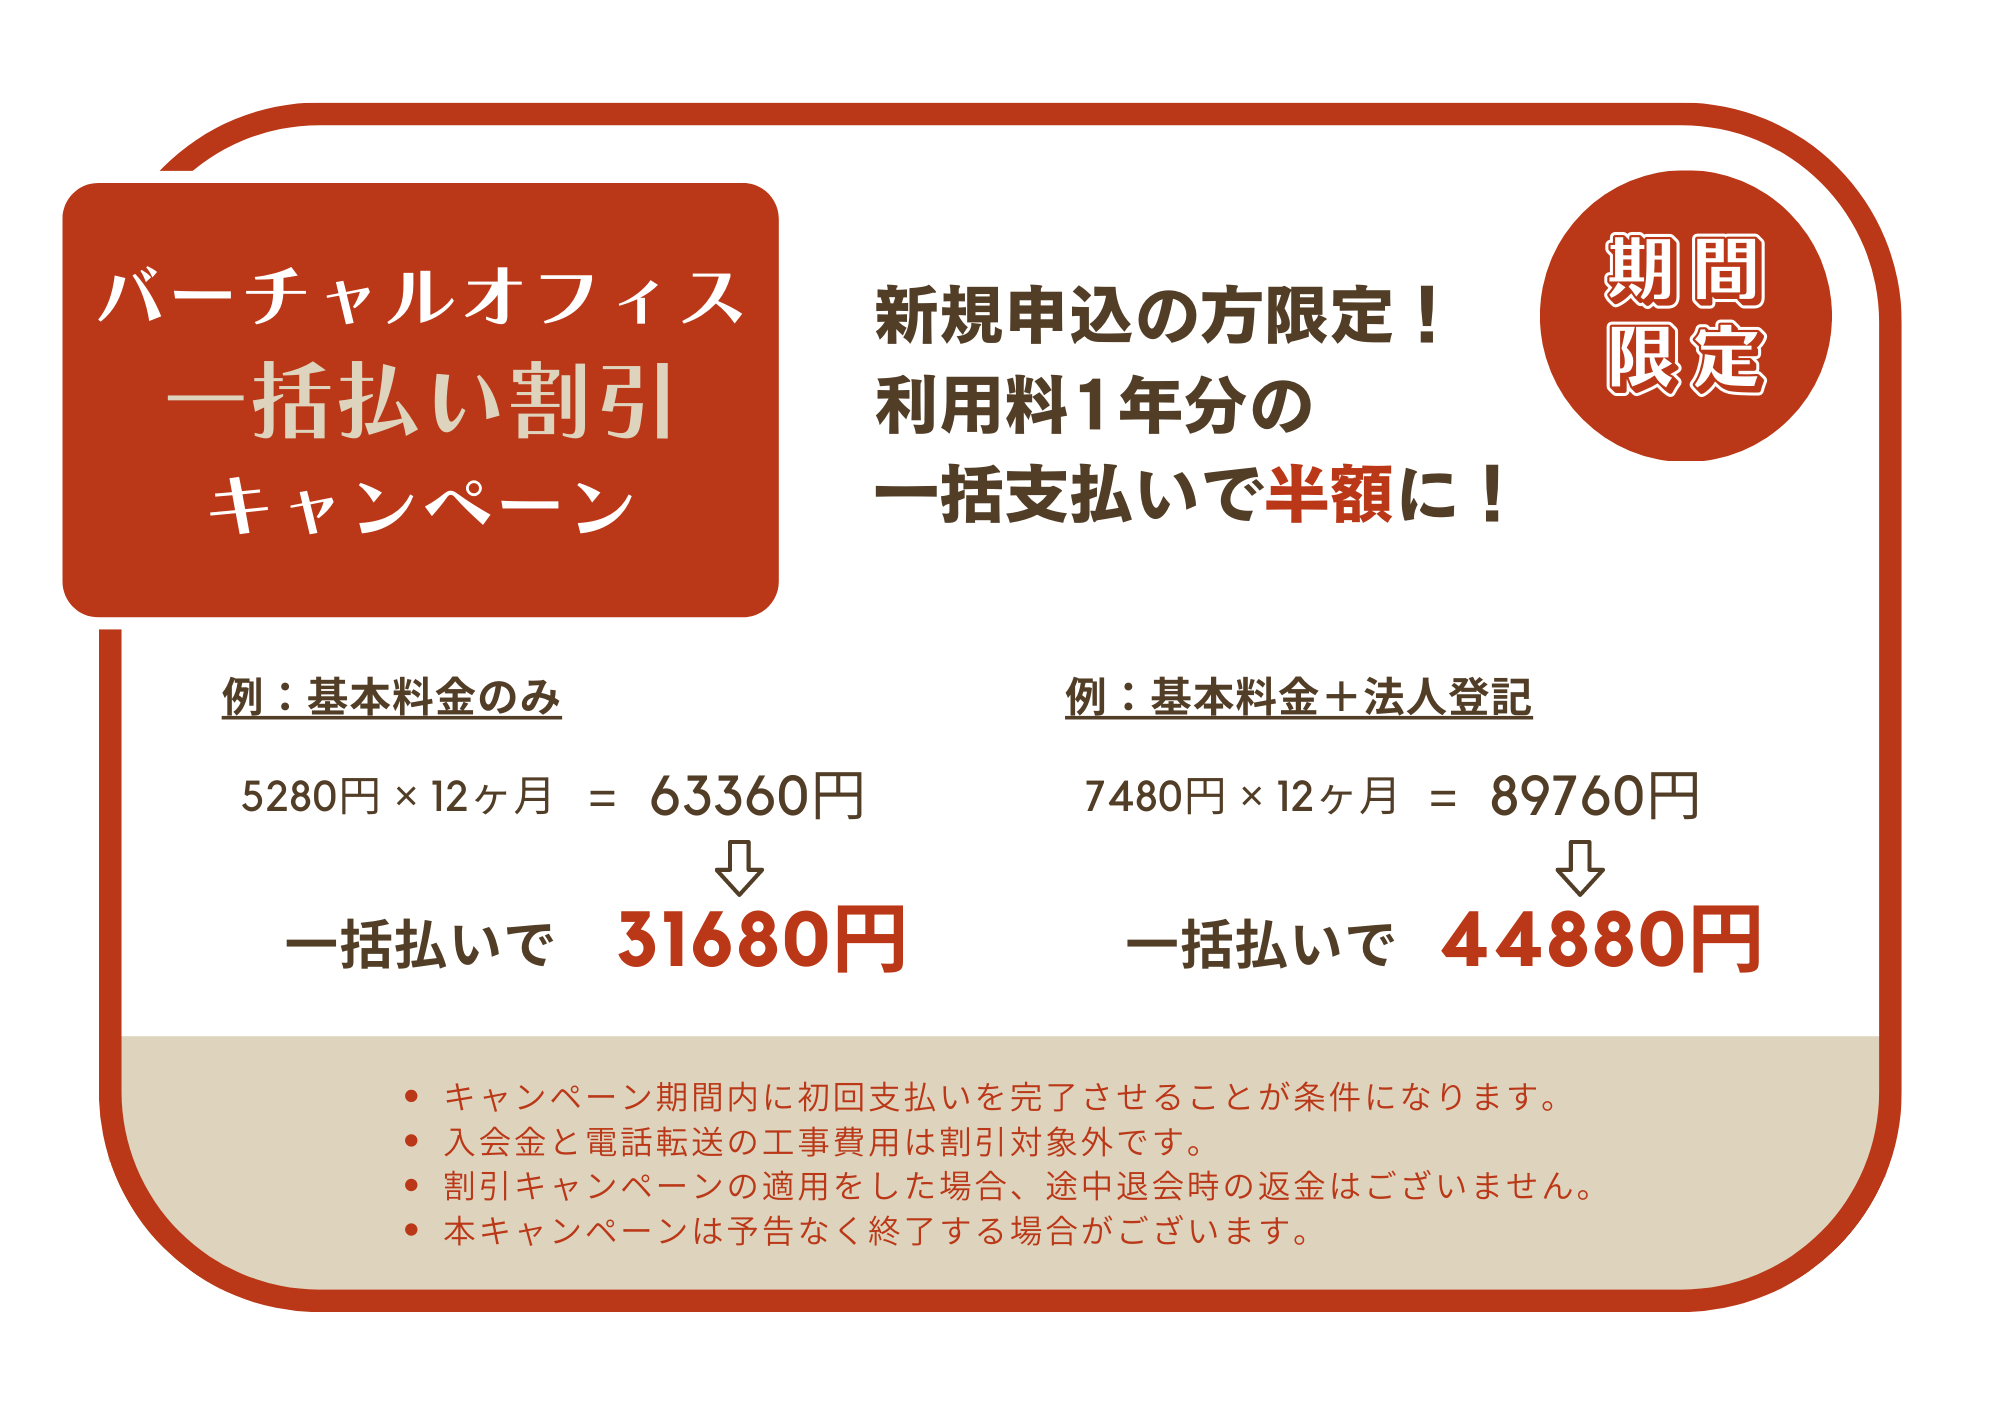 バーチャルオフィス
一括払い割引
キャンペーン
新規申込の方限定！
利用料1年分の
一括支払いで半額に！
期間
限定
例：基本料金のみ
5280円 × 12ヶ月 = 63360円
一括払いで 31680円
例：基本料金＋法人登記
7480円 × 12ヶ月 = 89760円
一括払いで 44880円
• キャンペーン期間内に初回支払いを完了させることが条件になります。
• 入会金と電話転送の工事費用は割引対象外です。
• 割引キャンペーンの適用をした場合、途中退会時の返金はございません。
• 本キャンペーンは予告なく終了する場合がございます。